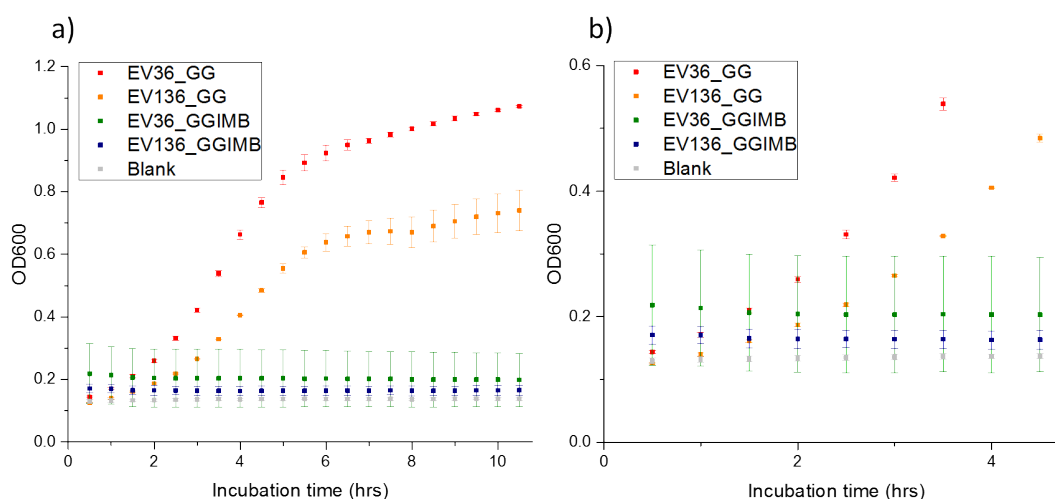 a)
EV36_GG
EV136_GG
EV36_GGIMB
EV136_GGIMB
Blank
1.2
1.0
0.8
0.6
0.4
0.2
0.0
OD600
0 2 4 6 8 10
Incubation time (hrs)
b)
EV36_GG
EV136_GG
EV36_GGIMB
EV136_GGIMB
Blank
0.6
0.4
0.2
0.0
OD600
2 4
Incubation time (hrs)